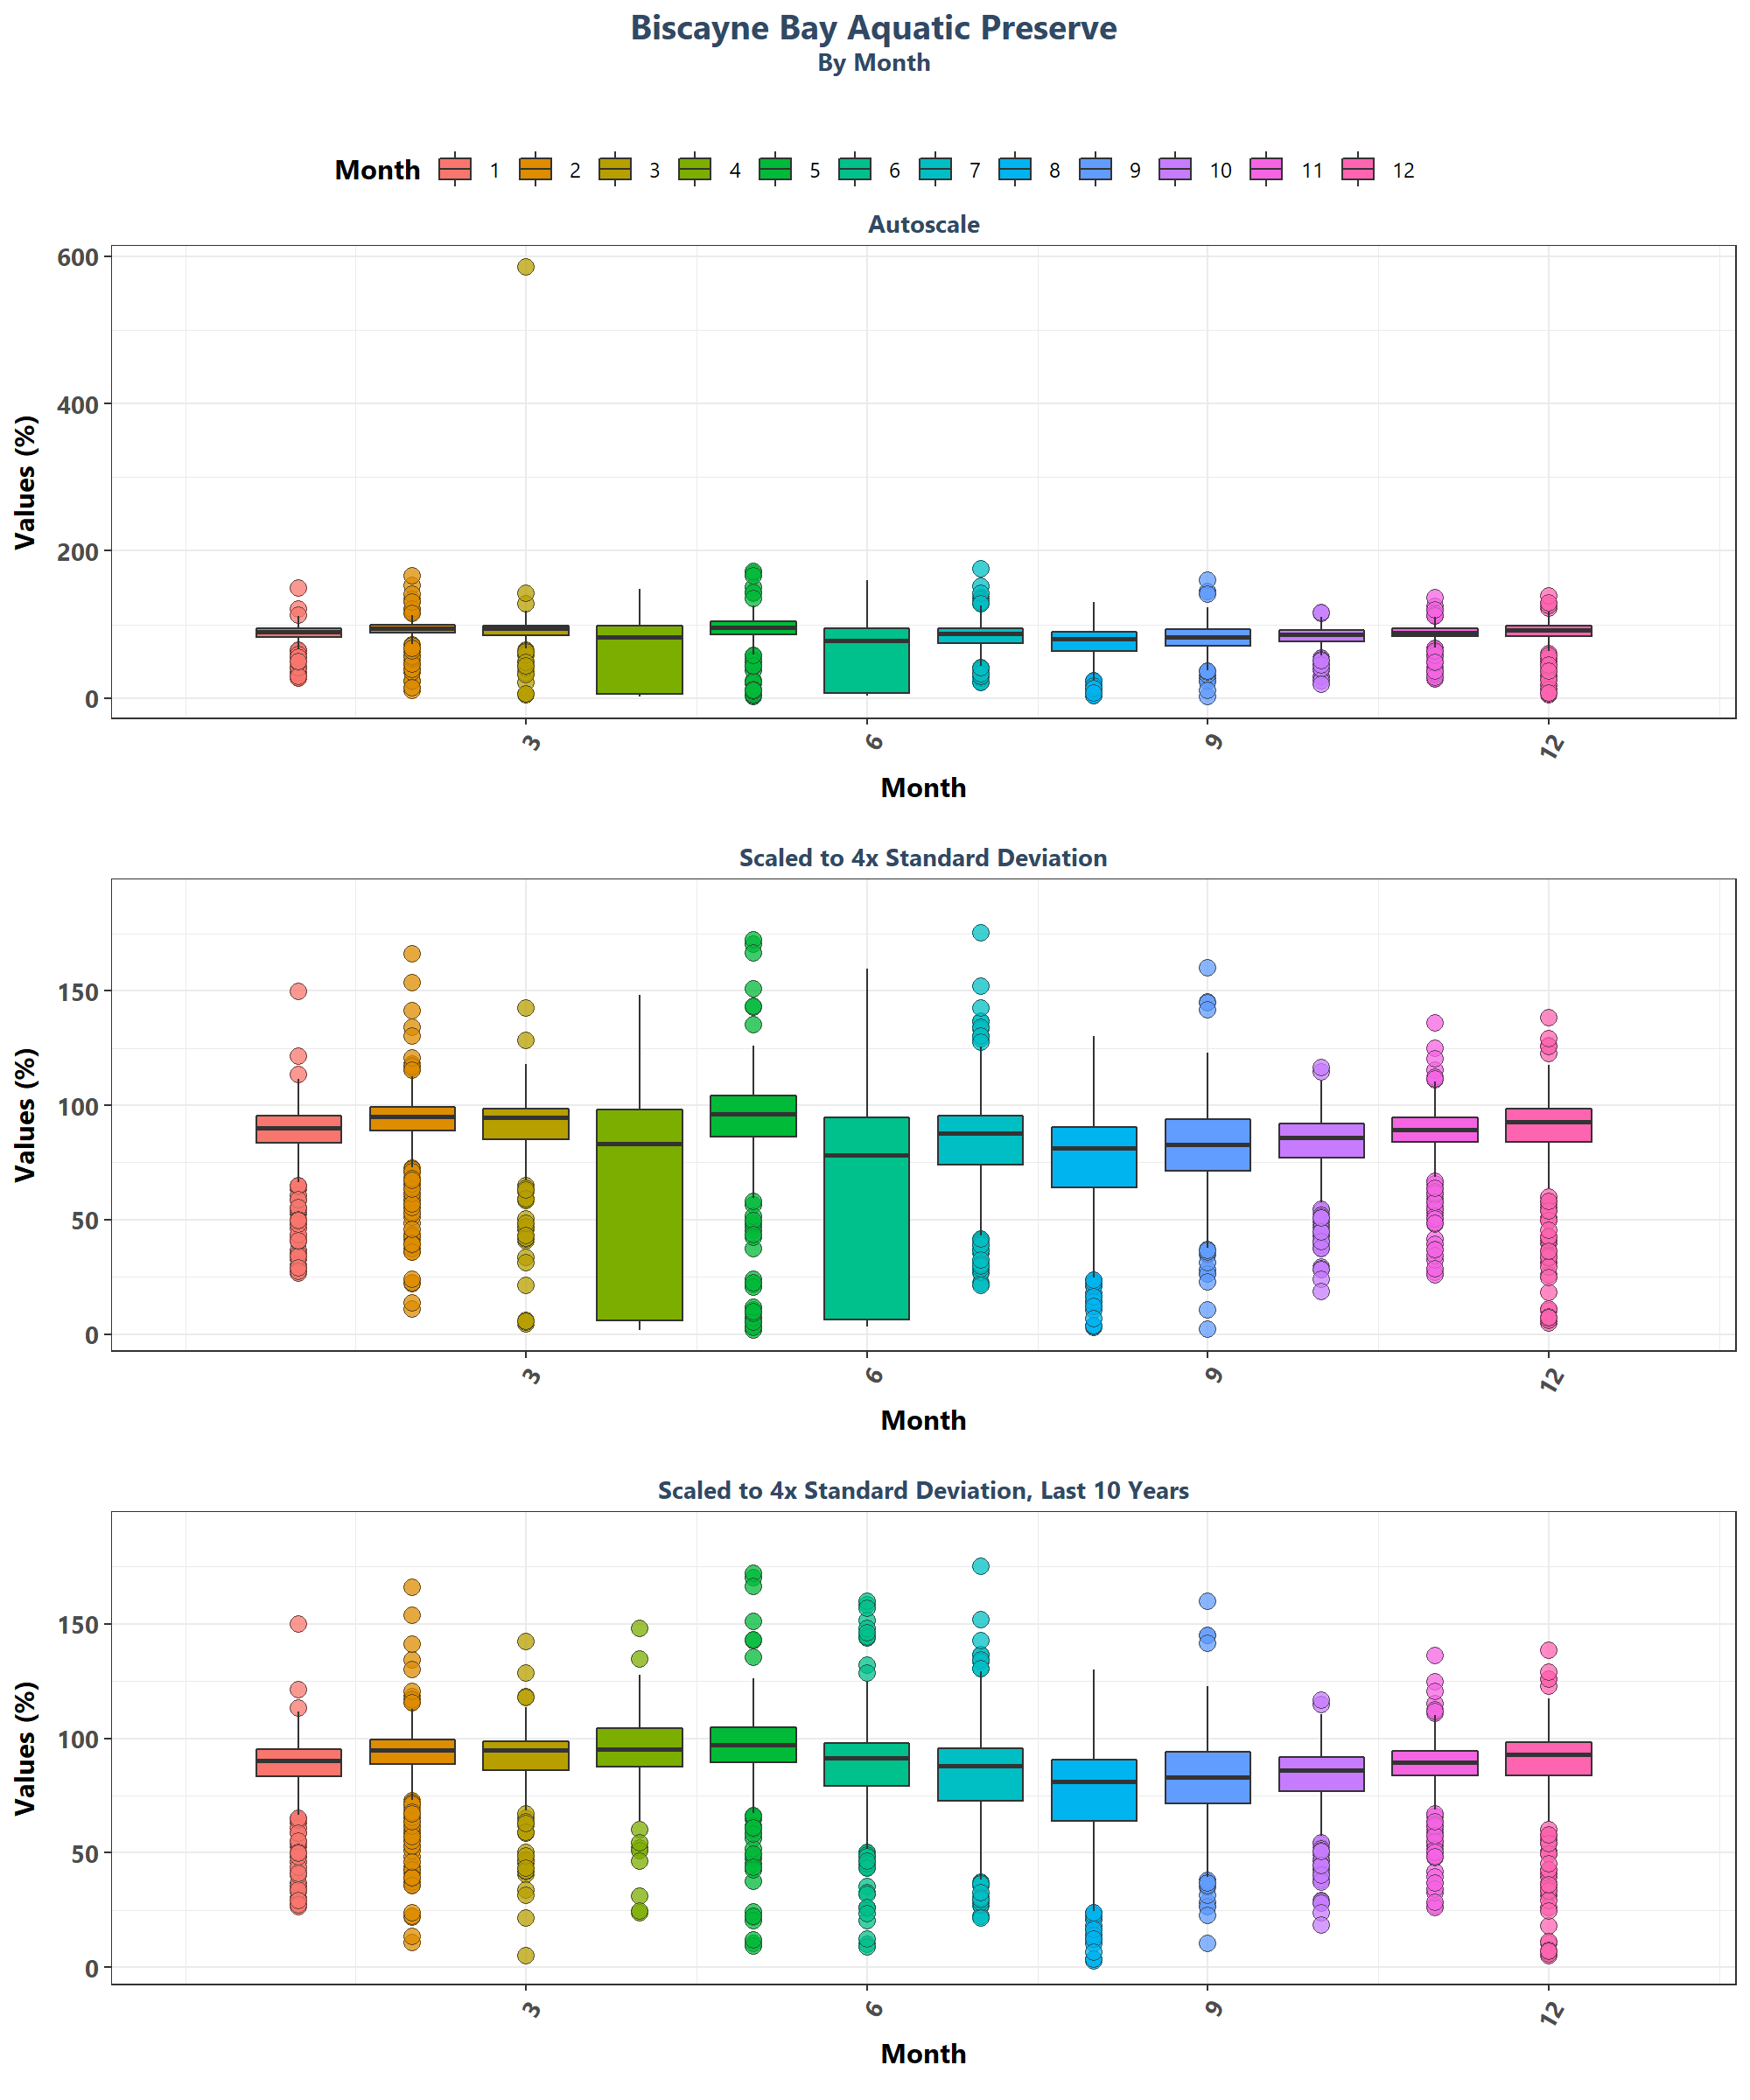 Biscayne Bay Aquatic Preserve
By Month
Month 1 2 3 4 5 6 7 8 9 10 11 12
Autoscale
Values (%)
600
400
200
0
3 6 9 12
Month
Scaled to 4x Standard Deviation
Values (%)
150
100
50
0
3 6 9 12
Month
Scaled to 4x Standard Deviation, Last 10 Years
Values (%)
150
100
50
0
3 6 9 12
Month